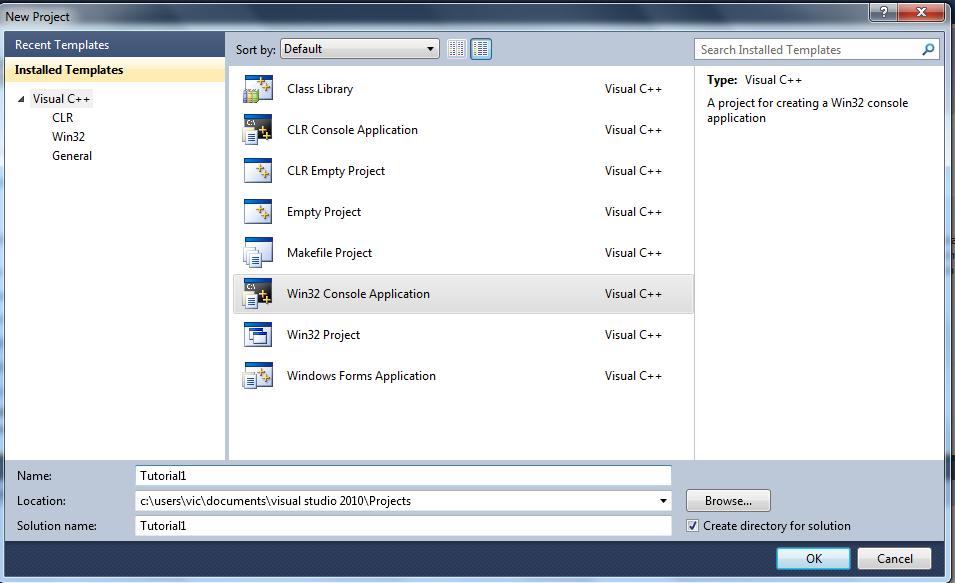 New Project
?
Recent Templates
Installed Templates
Visual C++
CLR
Win32
General
Sort by: Default
Search Installed Templates
Class Library Visual C++
CLR Console Application Visual C++
CLR Empty Project Visual C++
Empty Project Visual C++
Makefile Project Visual C++
Win32 Console Application Visual C++
Win32 Project Visual C++
Windows Forms Application Visual C++
Type: Visual C++
A project for creating a Win32 console
application
Name: Tutorial1
Location: c:\users\vic\documents\visual studio 2010\Projects Browse...
Solution name: Tutorial1 Create directory for solution
OK Cancel